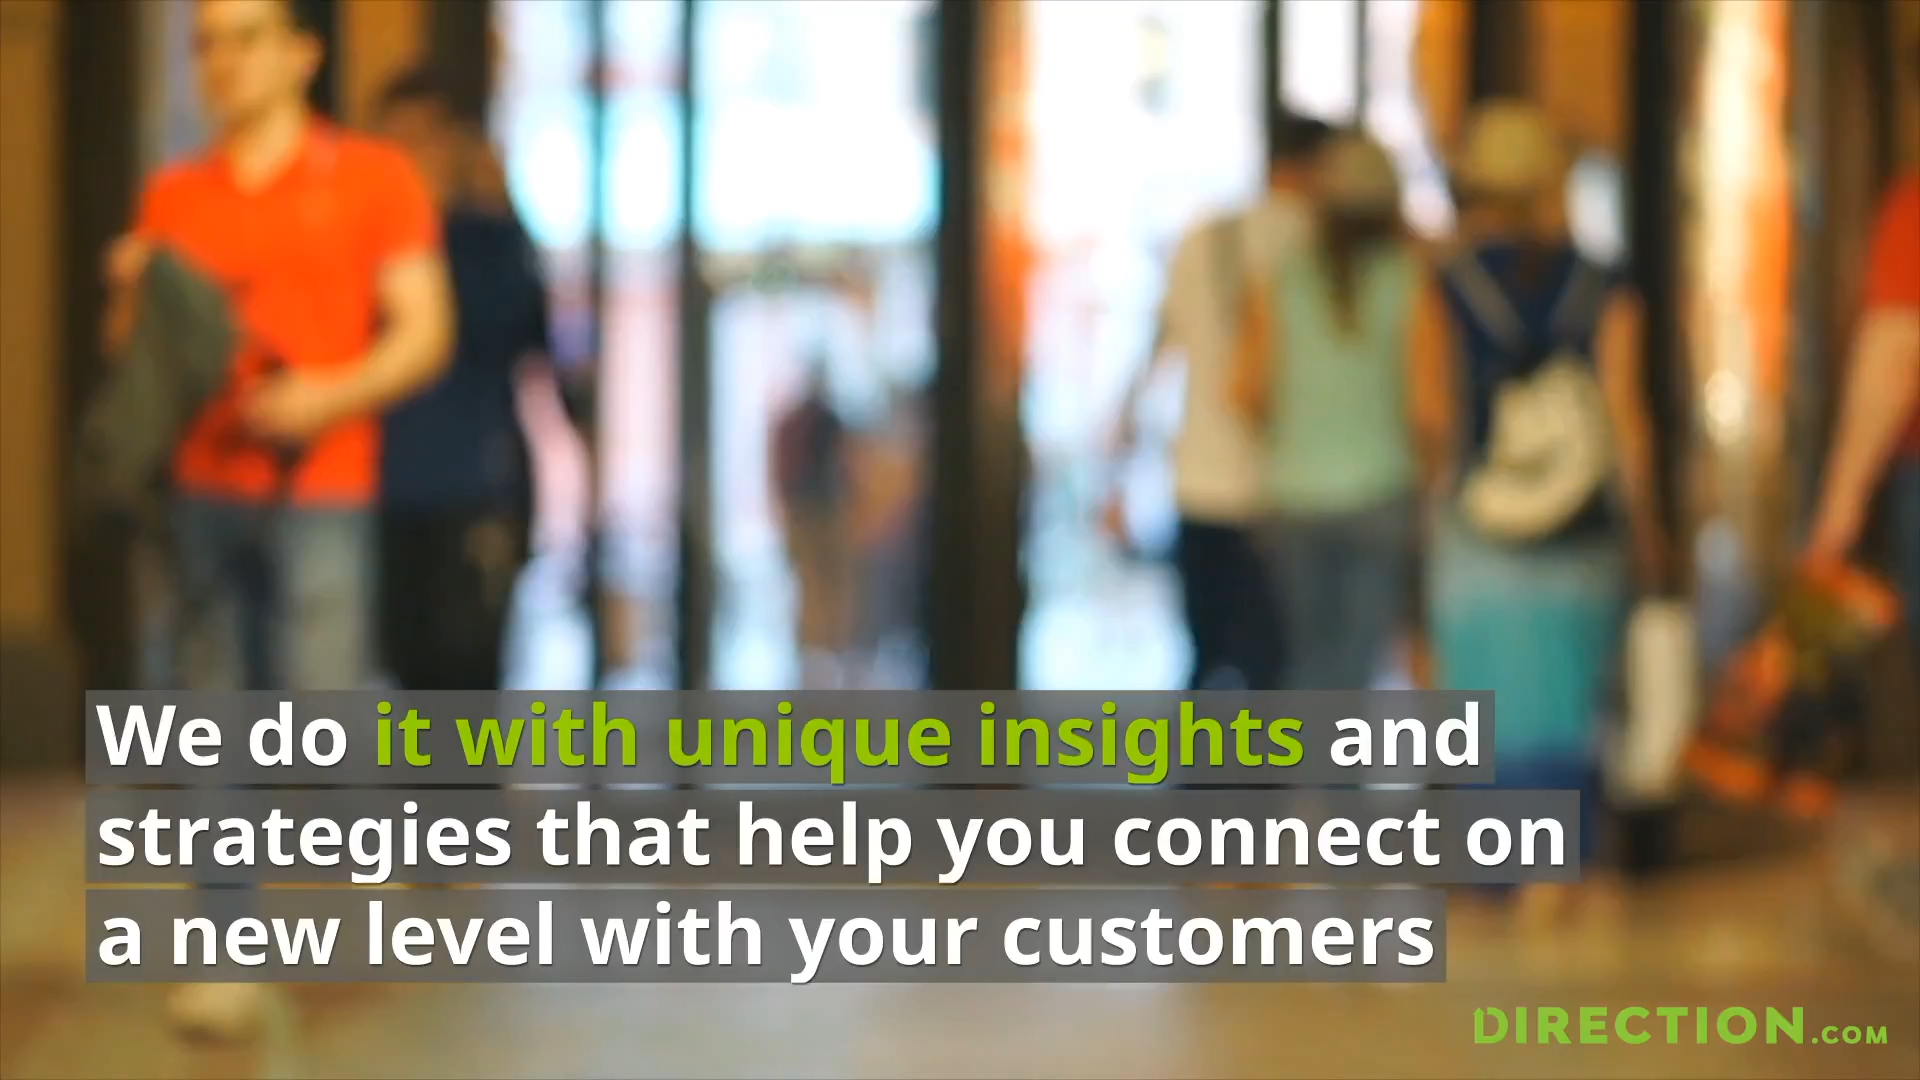 We do it with unique insights and
strategies that help you connect on
a new level with your customers
DIRECTION.COM